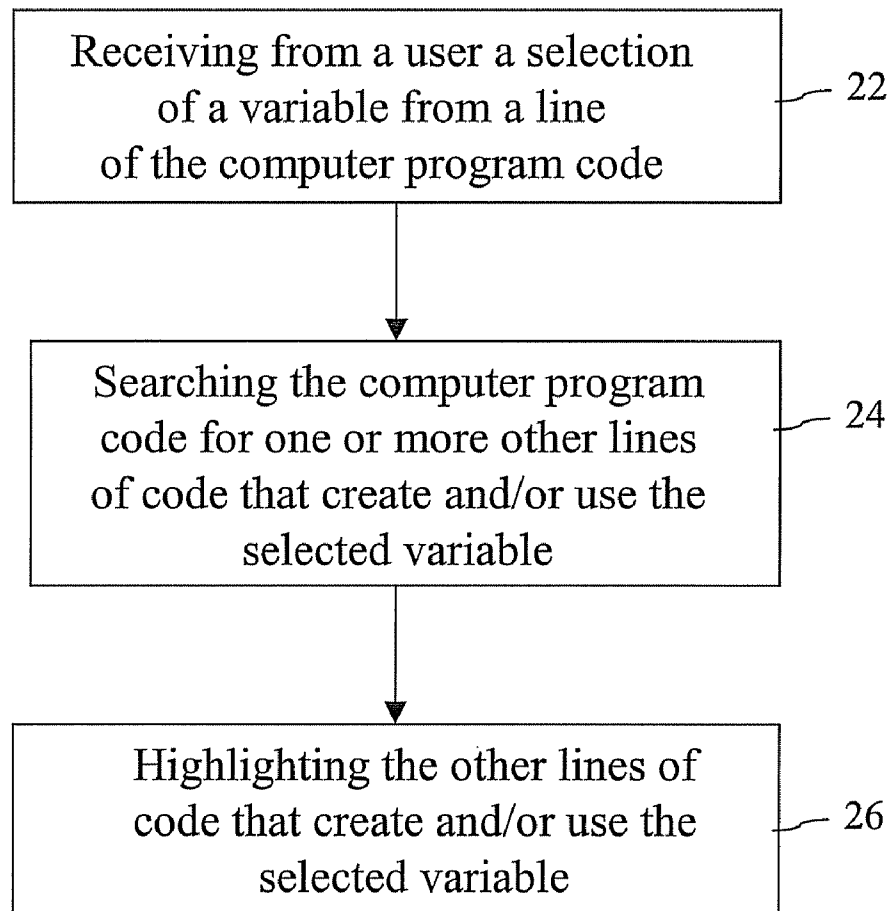 Receiving from a user a selection
of a variable from a line
of the computer program code
22
Searching the computer program
code for one or more other lines
of code that create and/or use the
selected variable
24
Highlighting the other lines of
code that create and/or use the
selected variable
26